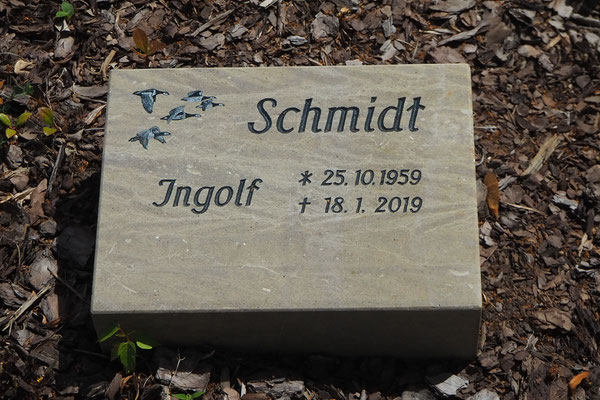 Schmidt
Ingolf * 25.10.1959
† 18.1.2019